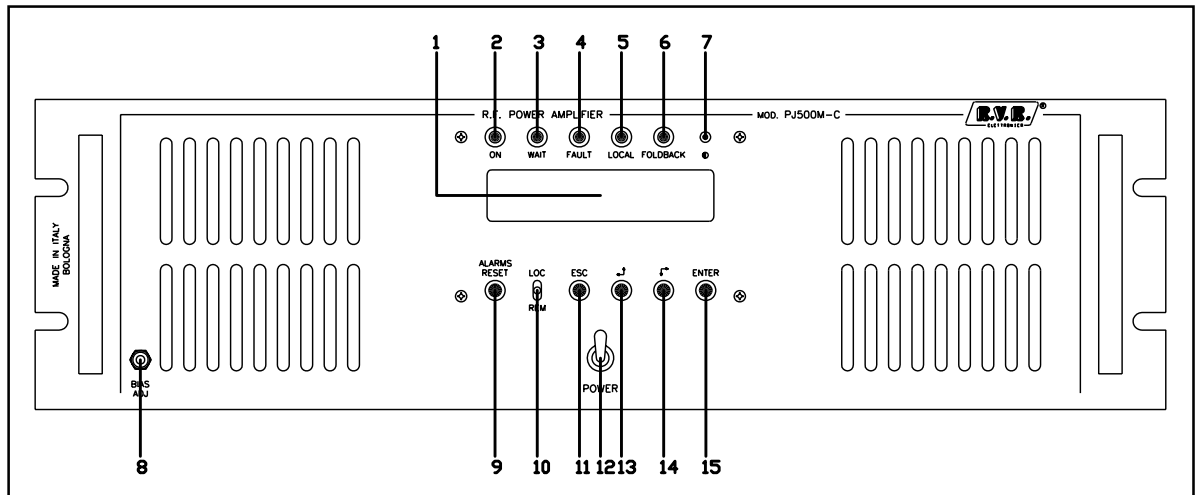 1 2 3 4 5 6 7
R.F. POWER AMPLIFIER
MOD. PJ500M-C
R.V.R.®
ELETTRONICA
ON WAIT FAULT LOCAL FOLDBACK
MADE IN ITALY
BOLOGNA
ALARMS
RESET
LOC
REM
ESC
ENTER
BIAS
ADJ
POWER
8 9 10 11 12 13 14 15